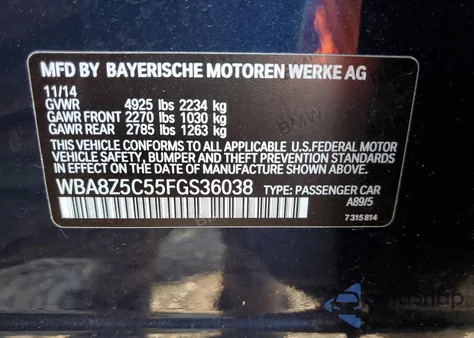 MFD BY BAYERISCHE MOTOREN WERKE AG
11/14
GVWR 4925 lbs 2234 kg
GAWR FRONT 2270 lbs 1030 kg
GAWR REAR 2785 lbs 1263 kg
THIS VEHICLE CONFORMS TO ALL APPLICABLE U.S.FEDERAL MOTOR
VEHICLE SAFETY, BUMPER AND THEFT PREVENTION STANDARDS IN
EFFECT ON THE DATE OF MANUFACTURE SHOWN ABOVE.
WBA8Z5C55FGS36038 TYPE: PASSENGER CAR
A89/5
7 315 814